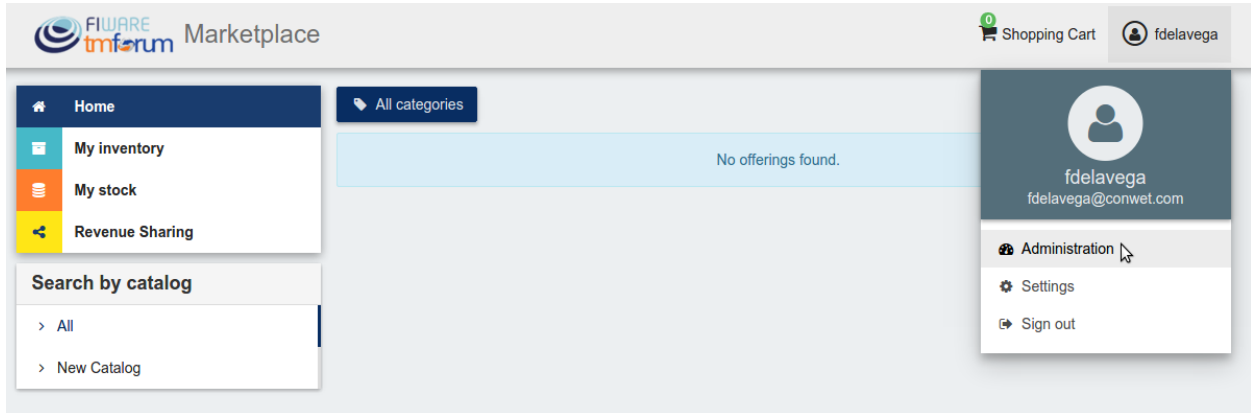 FIWARE
tmforum
Marketplace
0
Shopping Cart
fdelavega
Home
My inventory
My stock
Revenue Sharing
Search by catalog
All
New Catalog
All categories
No offerings found.
fdelavega
fdelavega@conwet.com
Administration
Settings
Sign out